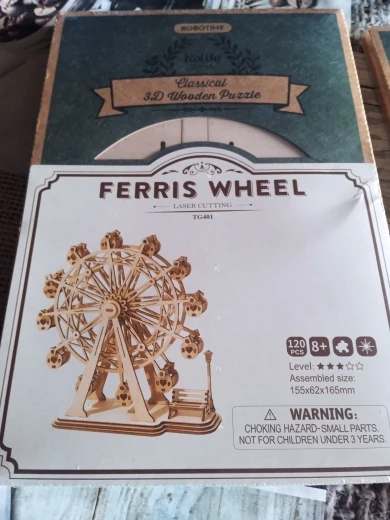 ROBOTIME
Rolife
Classical
3D Wooden Puzzle
FERRIS WHEEL
LASER CUTTING
TG401
120
PCS
8+
Level: ★★★☆☆
Assembled size:
155x62x165mm
⚠ WARNING:
CHOKING HAZARD-SMALL PARTS.
NOT FOR CHILDREN UNDER 3 YEARS.